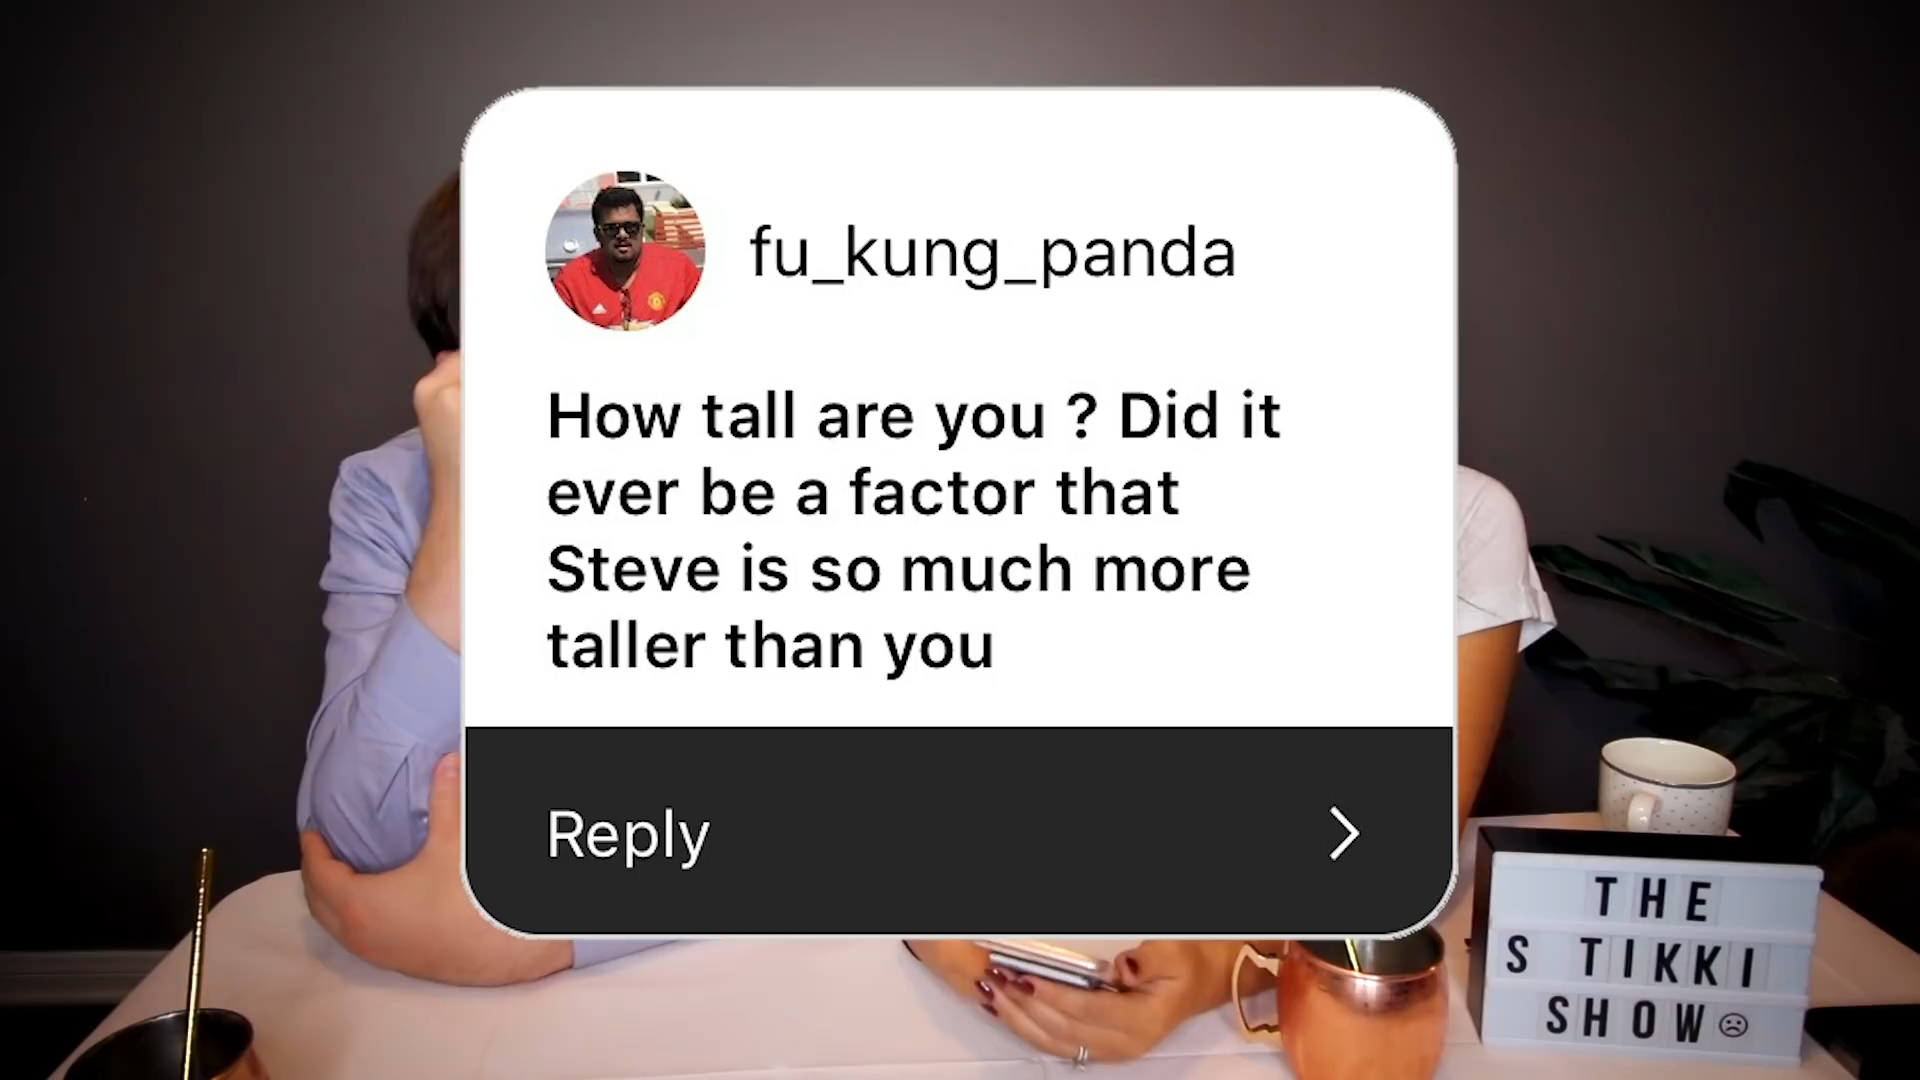 fu_kung_panda
How tall are you ? Did it
ever be a factor that
Steve is so much more
taller than you
Reply
THE
S TIKKI
SHOW☹